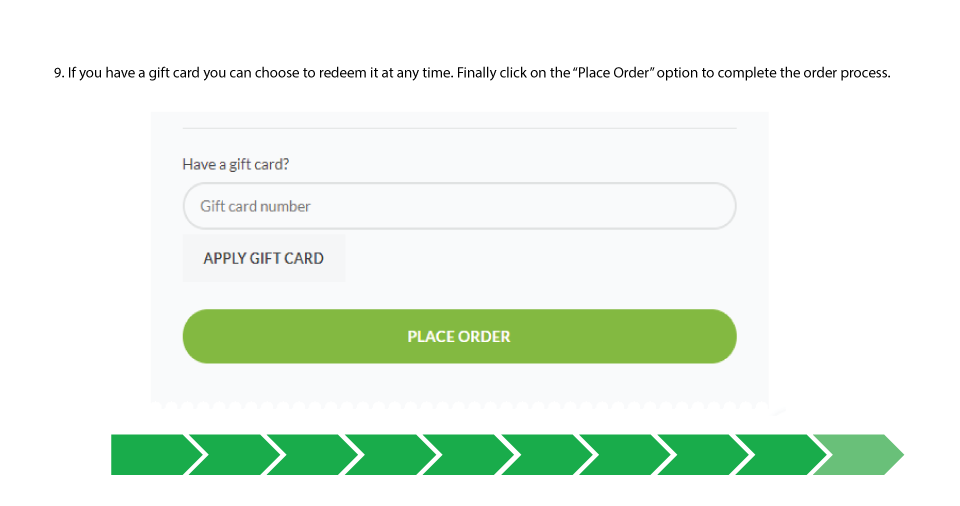 9. If you have a gift card you can choose to redeem it at any time. Finally click on the “Place Order” option to complete the order process.
Have a gift card?
Gift card number
APPLY GIFT CARD
PLACE ORDER